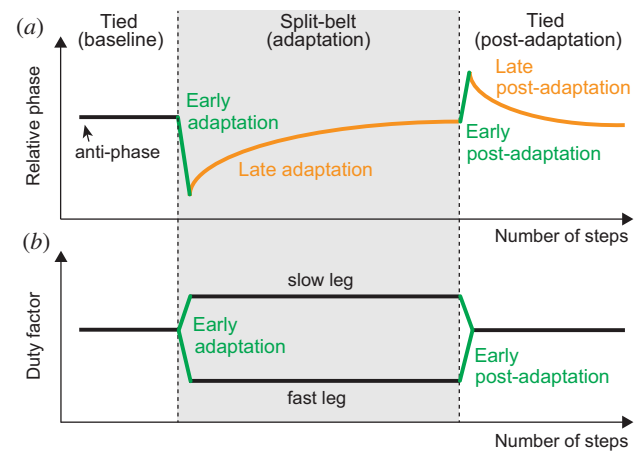 Tied
(baseline)
Split-belt
(adaptation)
Tied
(post-adaptation)
(a)
Relative phase
anti-phase
Early
adaptation
Late adaptation
Late
post-adaptation
Early
post-adaptation
Number of steps
(b)
Duty factor
slow leg
Early
adaptation
fast leg
Early
post-adaptation
Number of steps